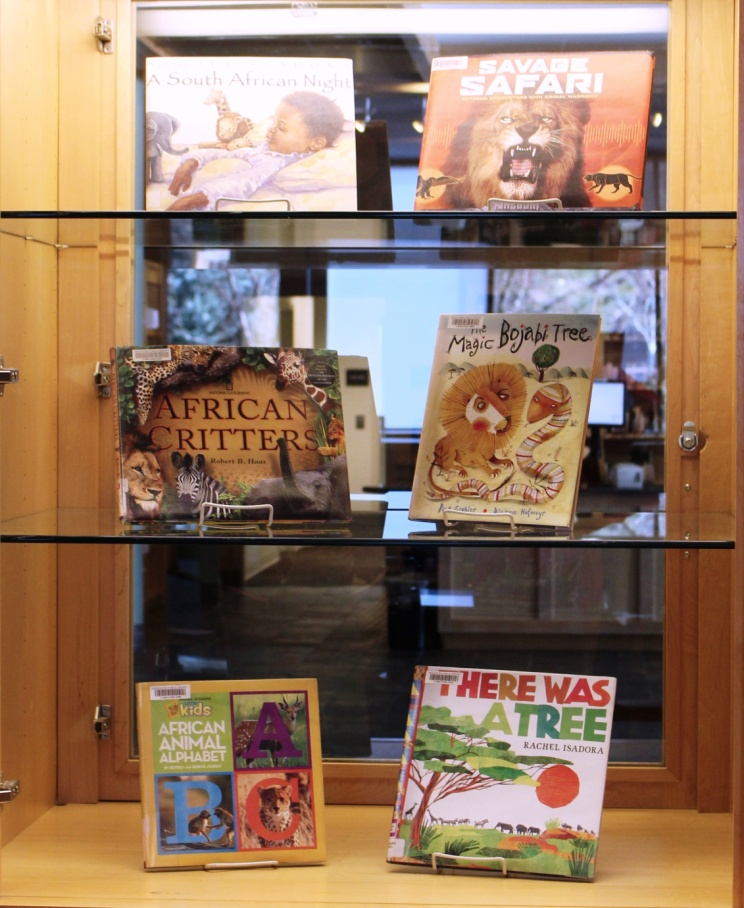 A South African Night
SAVAGE
SAFARI
AFRICAN
CRITTERS
Robert B. Haas
The
Magic Bojabi Tree
kids
AFRICAN
ANIMAL
ALPHABET
A
B C
THERE WAS
A TREE
RACHEL ISADORA